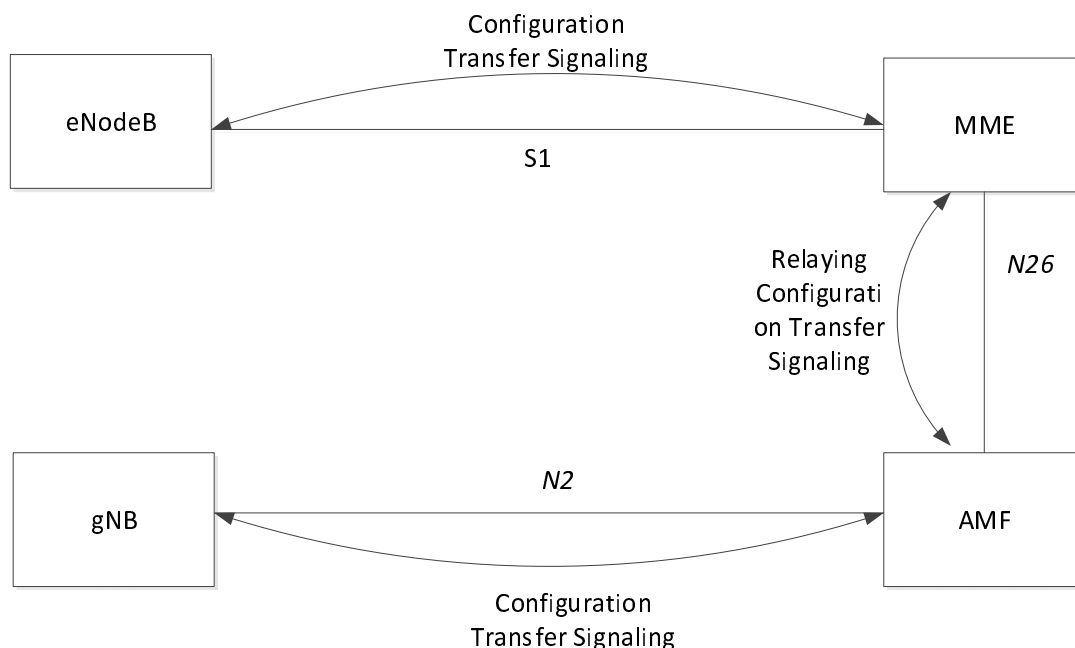 Configuration
Transfer Signaling
eNodeB
MME
S1
Relaying
Configurati
on Transfer
Signaling
N26
N2
gNB
AMF
Configuration
Transfer Signaling